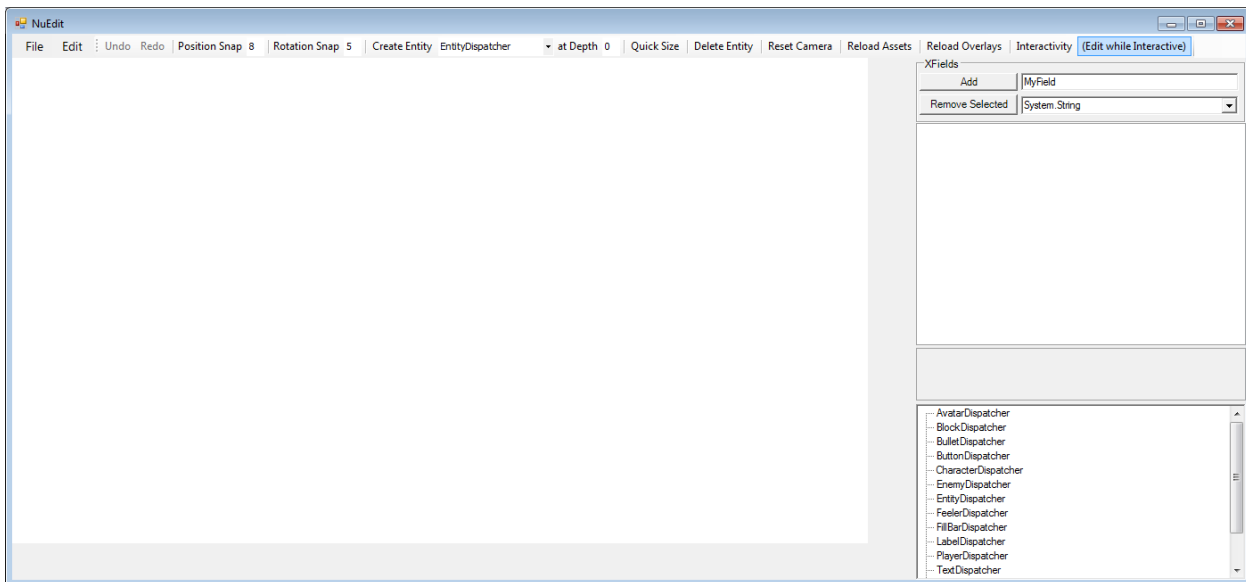 NuEdit
File Edit Undo Redo Position Snap 8 Rotation Snap 5 Create Entity EntityDispatcher at Depth 0 Quick Size Delete Entity Reset Camera Reload Assets Reload Overlays Interactivity (Edit while Interactive)
XFields
Add MyField
Remove Selected System.String
AvatarDispatcher
BlockDispatcher
BulletDispatcher
ButtonDispatcher
CharacterDispatcher
EnemyDispatcher
EntityDispatcher
FeelerDispatcher
FillBarDispatcher
LabelDispatcher
PlayerDispatcher
TextDispatcher